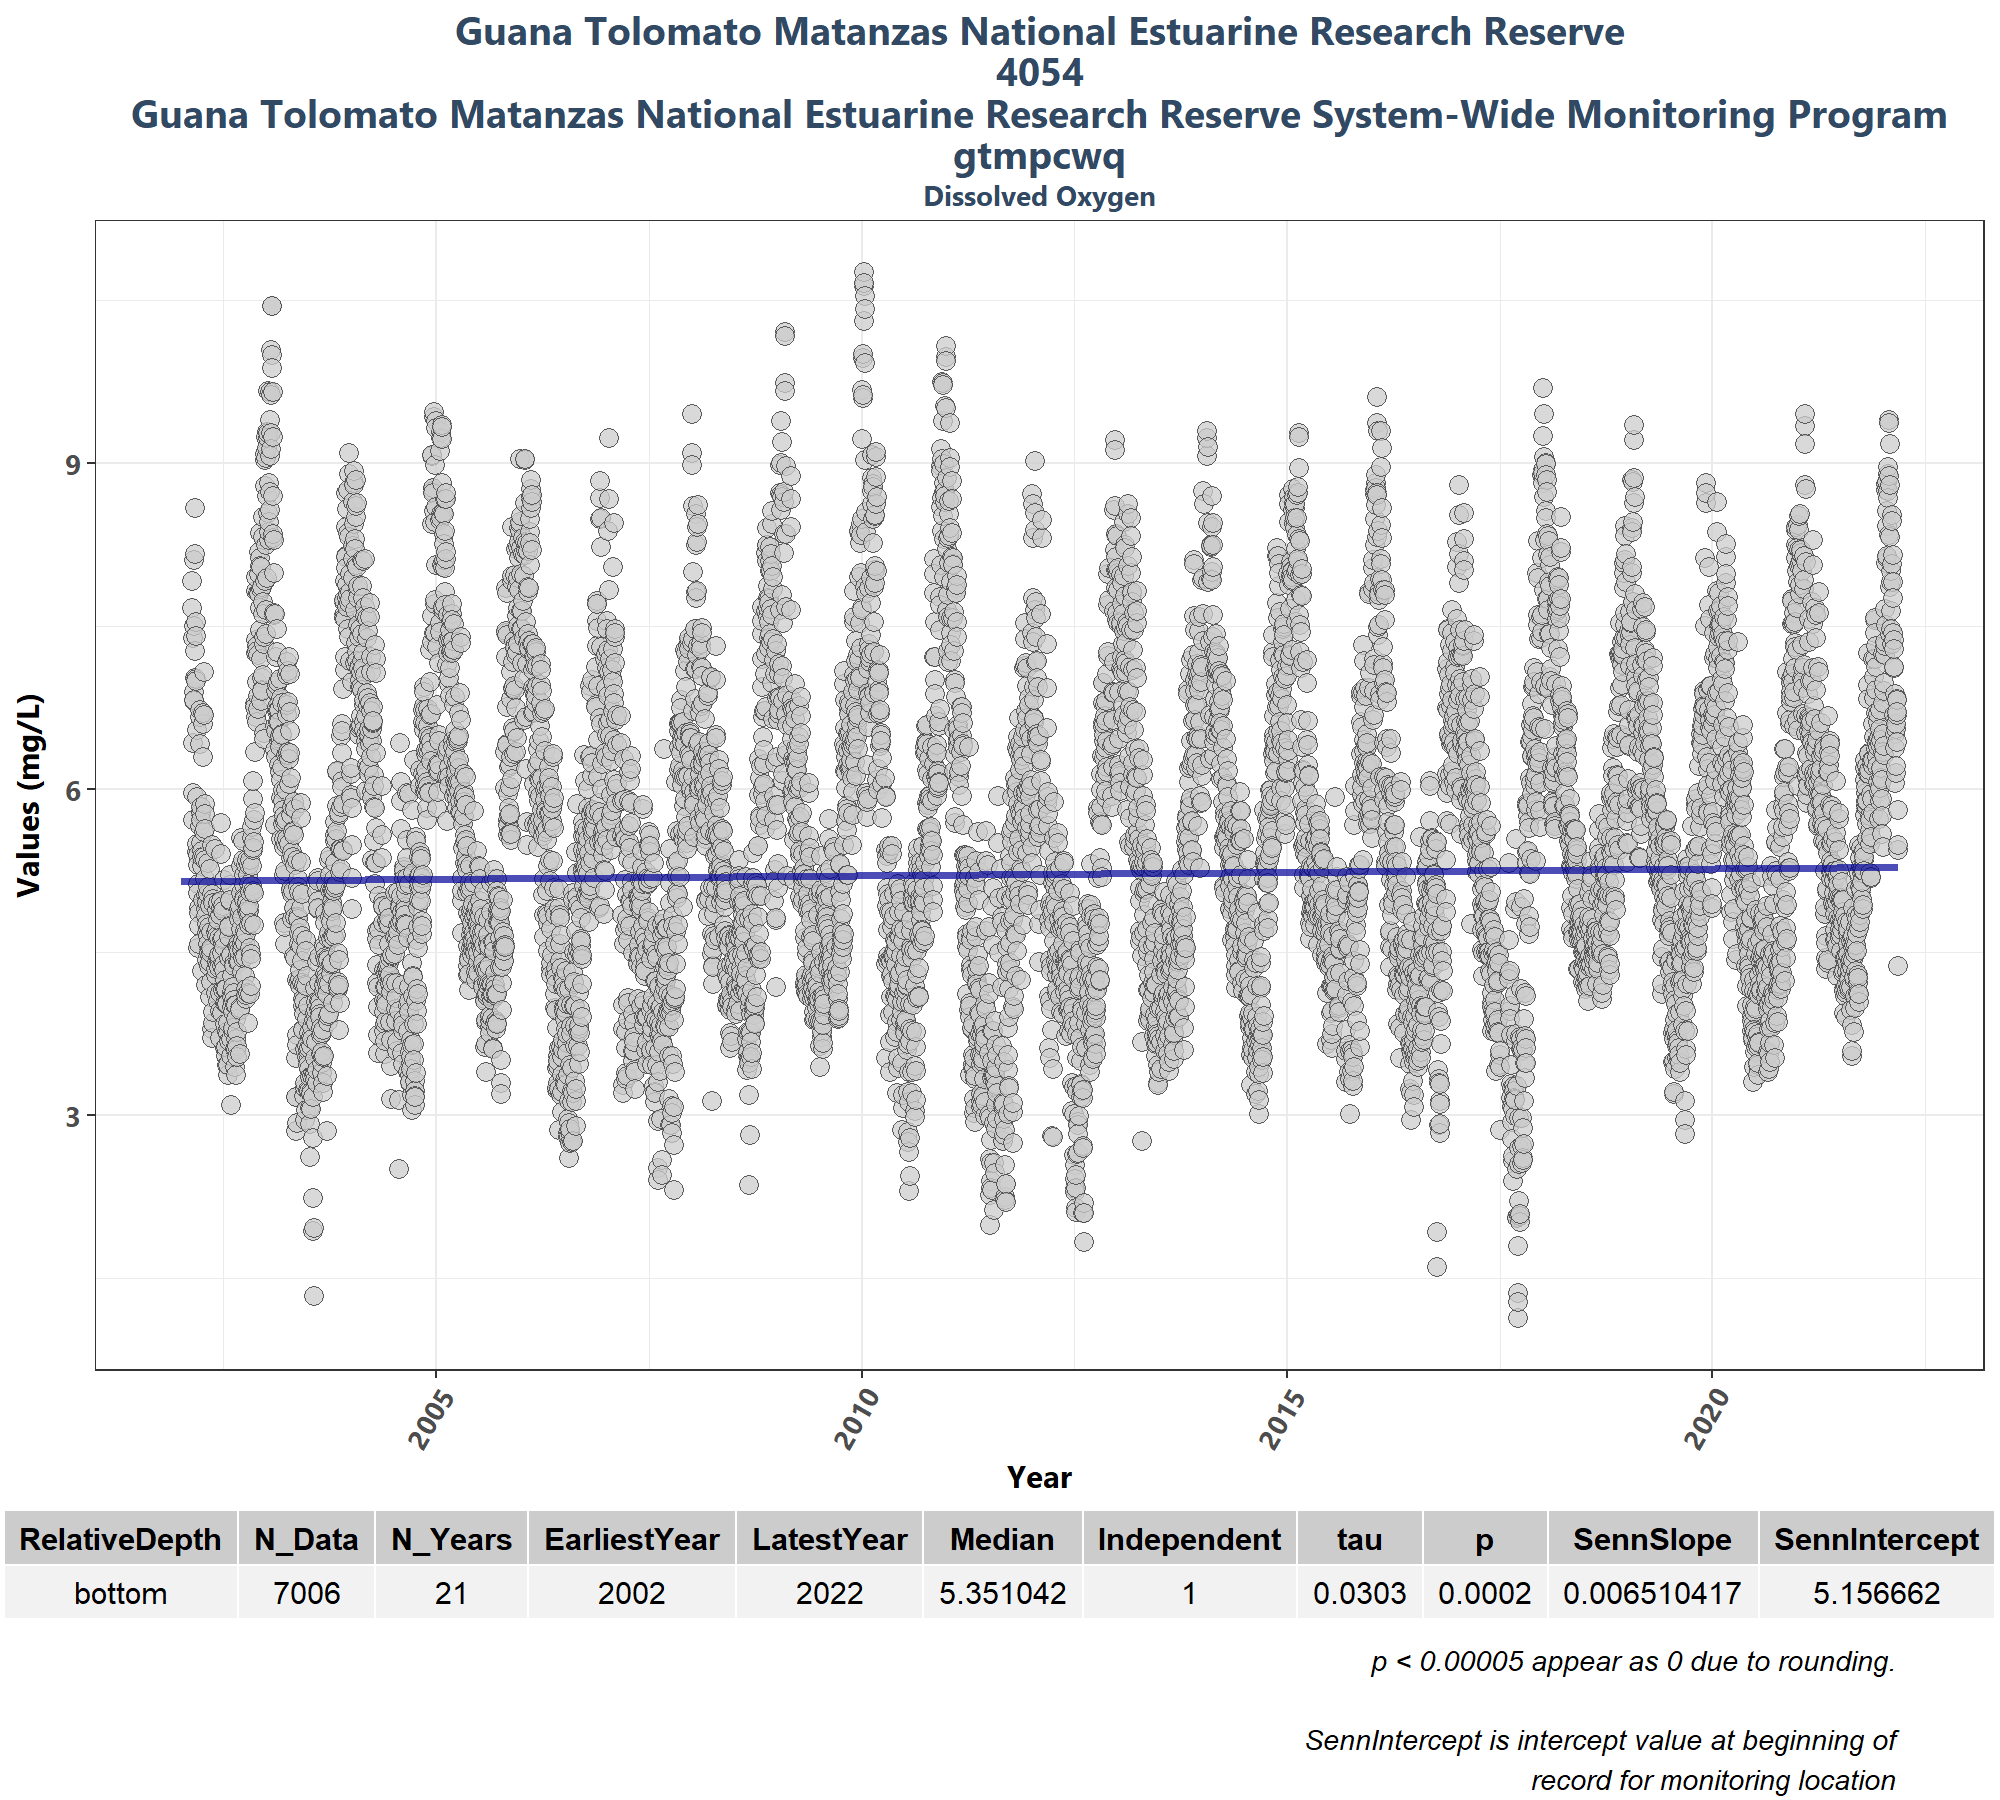 Guana Tolomato Matanzas National Estuarine Research Reserve
4054
Guana Tolomato Matanzas National Estuarine Research Reserve System-Wide Monitoring Program
gtmpcwq
Dissolved Oxygen
Values (mg/L)
9
6
3
2005 2010 2015 2020
Year
RelativeDepth N_Data N_Years EarliestYear LatestYear Median Independent tau p SennSlope SennIntercept
bottom 7006 21 2002 2022 5.351042 1 0.0303 0.0002 0.006510417 5.156662
p < 0.00005 appear as 0 due to rounding.
SennIntercept is intercept value at beginning of
record for monitoring location